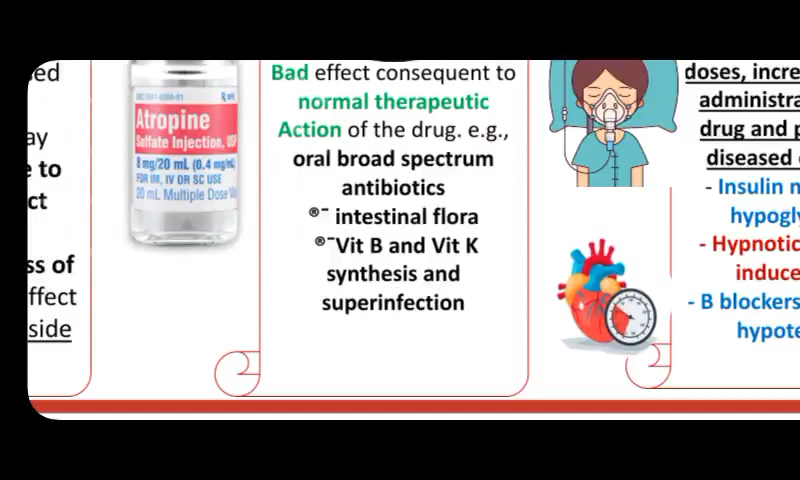 sed
ay
e to
ct
ss of
ffect
side
Atropine
Sulfate Injection, USP
8 mg/20 mL (0.4 mg/mL)
FOR IM, IV OR SC USE
20 mL Multiple Dose Via
Bad effect consequent to
normal therapeutic
Action of the drug. e.g.,
oral broad spectrum
antibiotics
®¯ intestinal flora
®¯Vit B and Vit K
synthesis and
superinfection
doses, incre
administra
drug and p
diseased
- Insulin
hypogly
- Hypnotic
induce
- B blockers
hypote